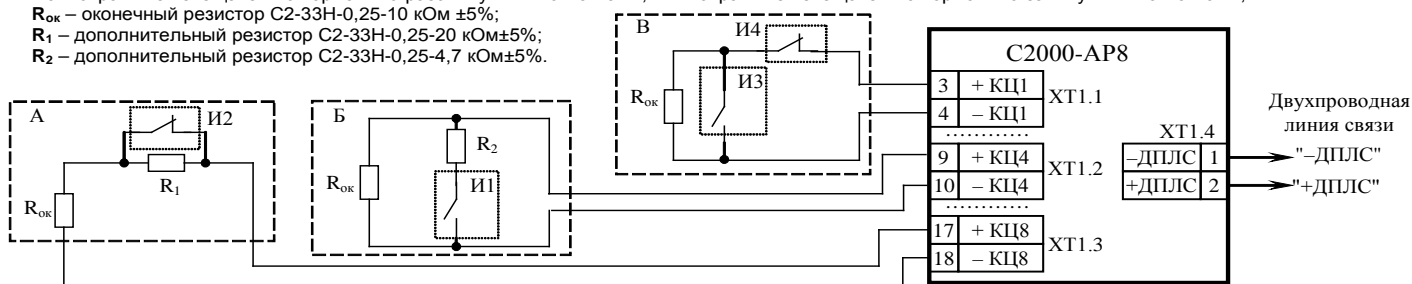 Rок – оконечный резистор С2-33Н-0,25-10 кОм ±5%;
R1 – дополнительный резистор С2-33Н-0,25-20 кОм±5%;
R2 – дополнительный резистор С2-33Н-0,25-4,7 кОм±5%.
А
И2
R1
Rок
Б
Rок
R2
И1
В
И4
Rок
И3
С2000-АР8
3 + КЦ1
4 – КЦ1
XT1.1
............
9 + КЦ4
10 – КЦ4
XT1.2
............
17 + КЦ8
18 – КЦ8
XT1.3
XT1.4
–ДПЛС 1
+ДПЛС 2
Двухпроводная
линия связи
"–ДПЛС"
"+ДПЛС"